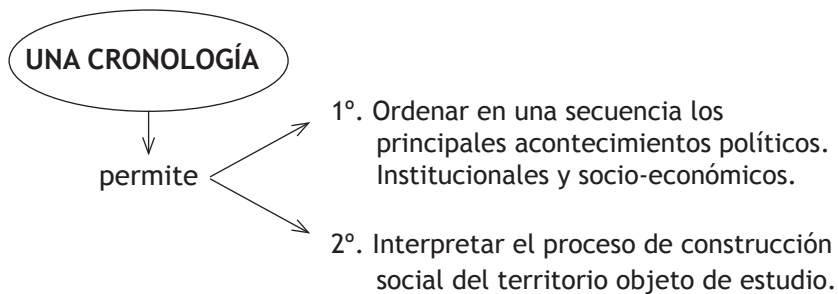 UNA CRONOLOGÍA
permite
1º. Ordenar en una secuencia los
principales acontecimientos políticos.
Institucionales y socio-económicos.
2º. Interpretar el proceso de construcción
social del territorio objeto de estudio.